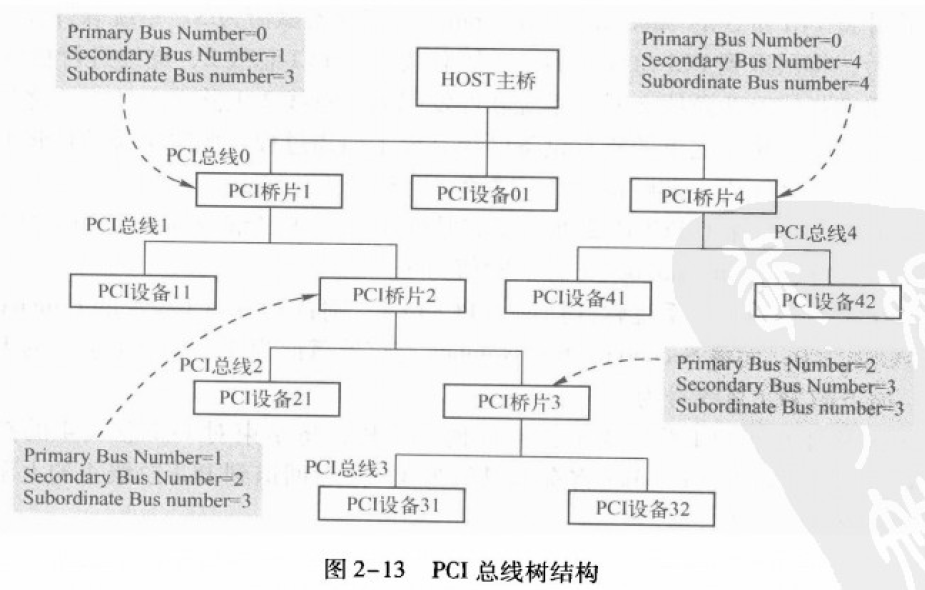 Primary Bus Number=0
Secondary Bus Number=1
Subordinate Bus number=3
HOST主桥
Primary Bus Number=0
Secondary Bus Number=4
Subordinate Bus number=4
PCI总线0
PCI桥片1
PCI设备01
PCI桥片4
PCI总线1
PCI总线4
PCI设备11
PCI桥片2
PCI设备41
PCI设备42
PCI总线2
PCI设备21
PCI桥片3
Primary Bus Number=2
Secondary Bus Number=3
Subordinate Bus number=3
Primary Bus Number=1
Secondary Bus Number=2
Subordinate Bus number=3
PCI总线3
PCI设备31
PCI设备32
图 2-13 PCI 总线树结构